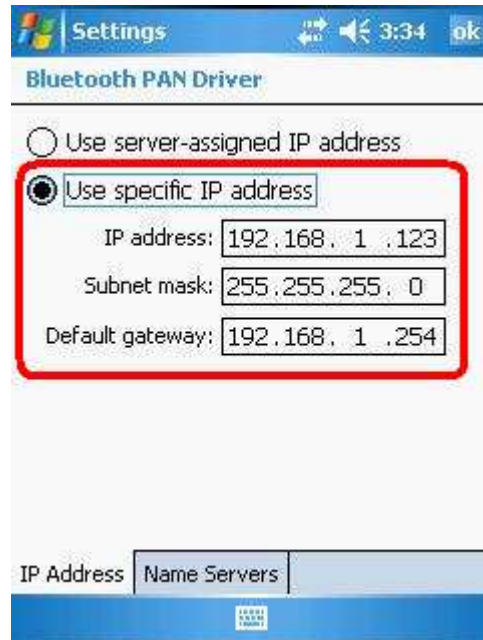 Settings 3:34 ok
Bluetooth PAN Driver
Use server-assigned IP address
Use specific IP address
IP address: 192.168. 1 .123
Subnet mask: 255.255.255. 0
Default gateway: 192.168. 1 .254
IP Address Name Servers